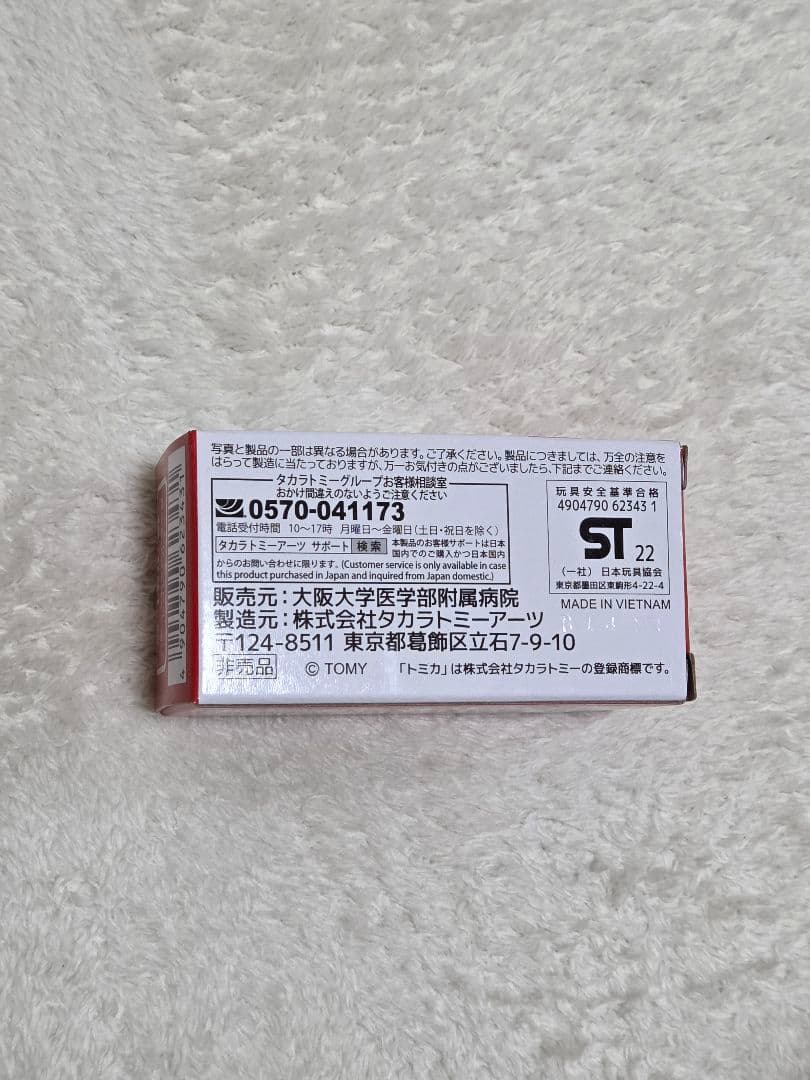 写真と製品の一部は異なる場合があります。ご了承ください。製品につきましては、万全の注意を
はらって製造に当たっておりますが、万一お気付きの点がございましたら、下記までご連絡ください。
タカラトミーグループお客様相談室
おかけ間違えのないようご注意ください
0570-041173
電話受付時間 10〜17時 月曜日〜金曜日(土日・祝日を除く)
タカラトミーアーツ サポート 検索 本製品のお客様サポートは日本
国内でのご購入かつ日本国内
からのお問い合わせに限ります。(Customer service is only available in case
this product purchased in Japan and inquired from Japan domestic.)
玩具安全基準合格
4904790 62343 1
ST 22
(一社) 日本玩具協会
東京都墨田区東駒形4-22-4
MADE IN VIETNAM
販売元:大阪大学医学部附属病院
製造元:株式会社タカラトミーアーツ
〒124-8511 東京都葛飾区立石7-9-10
非売品 © TOMY 「トミカ」は株式会社タカラトミーの登録商標です。